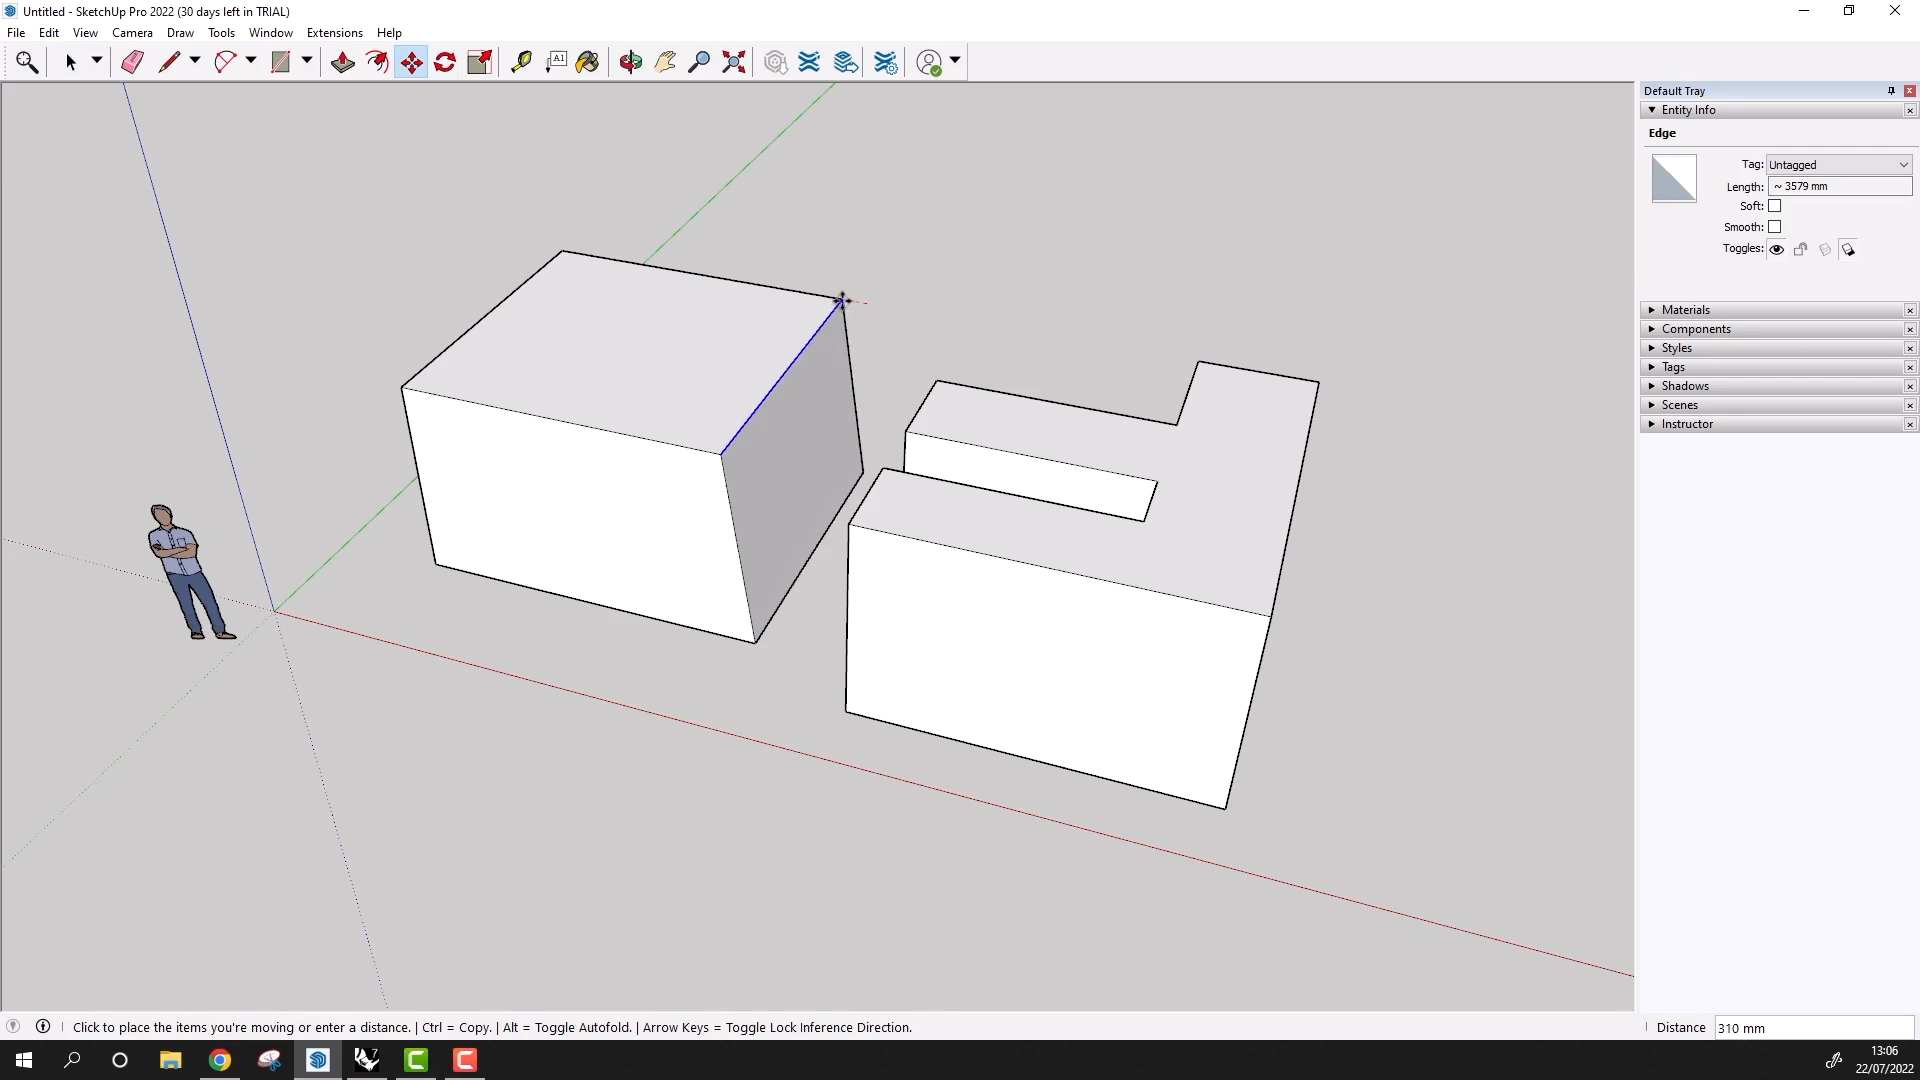 Untitled - SketchUp Pro 2022 (30 days left in TRIAL)
File Edit View Camera Draw Tools Window Extensions Help
A1
Default Tray
Entity Info
Edge
Tag: Untagged
Length: ~ 3579 mm
Soft:
Smooth:
Toggles:
Materials
Components
Styles
Tags
Shadows
Scenes
Instructor
Click to place the items you're moving or enter a distance. | Ctrl = Copy. | Alt = Toggle Autofold. | Arrow Keys = Toggle Lock Inference Direction.
Distance 310 mm
7
13:06
22/07/2022